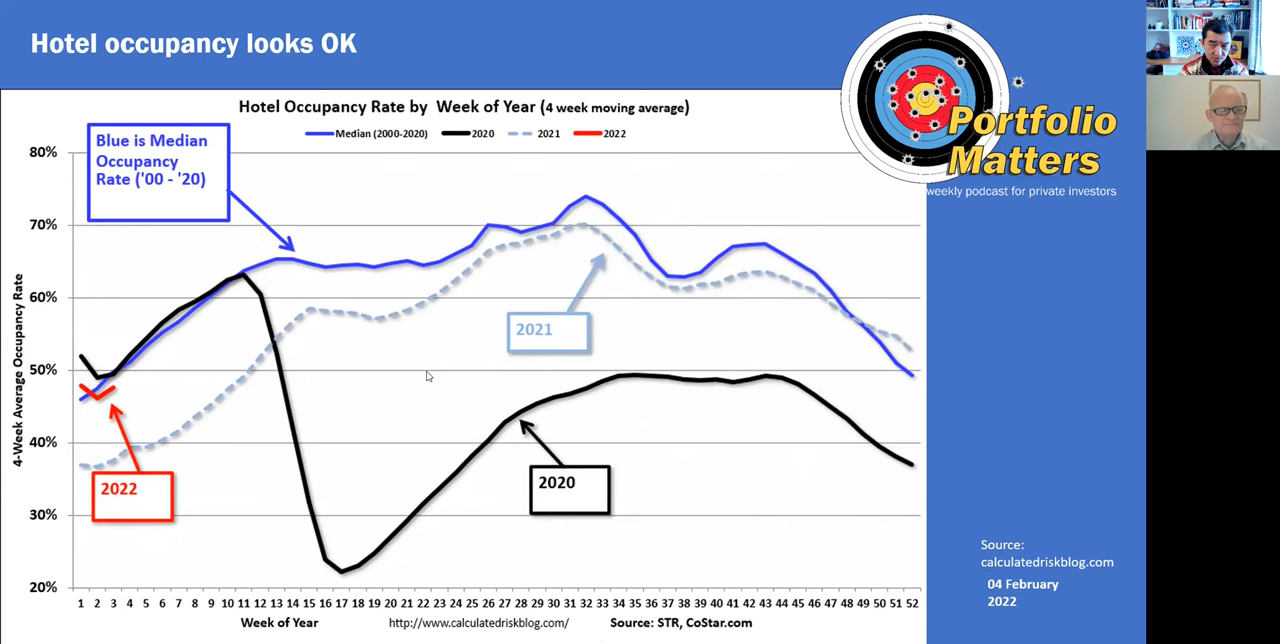 Hotel occupancy looks OK
Portfolio
Matters
weekly podcast for private investors
Hotel Occupancy Rate by Week of Year (4 week moving average)
Median (2000-2020) 2020 2021 2022
Blue is Median
Occupancy
Rate ('00 - '20)
4-Week Average Occupancy Rate
80%
70%
60%
50%
40%
30%
20%
2021
2022
2020
1 2 3 4 5 6 7 8 9 10 11 12 13 14 15 16 17 18 19 20 21 22 23 24 25 26 27 28 29 30 31 32 33 34 35 36 37 38 39 40 41 42 43 44 45 46 47 48 49 50 51 52
Week of Year
http://www.calculatedriskblog.com/
Source: STR, CoStar.com
Source:
calculatedriskblog.com
04 February
2022